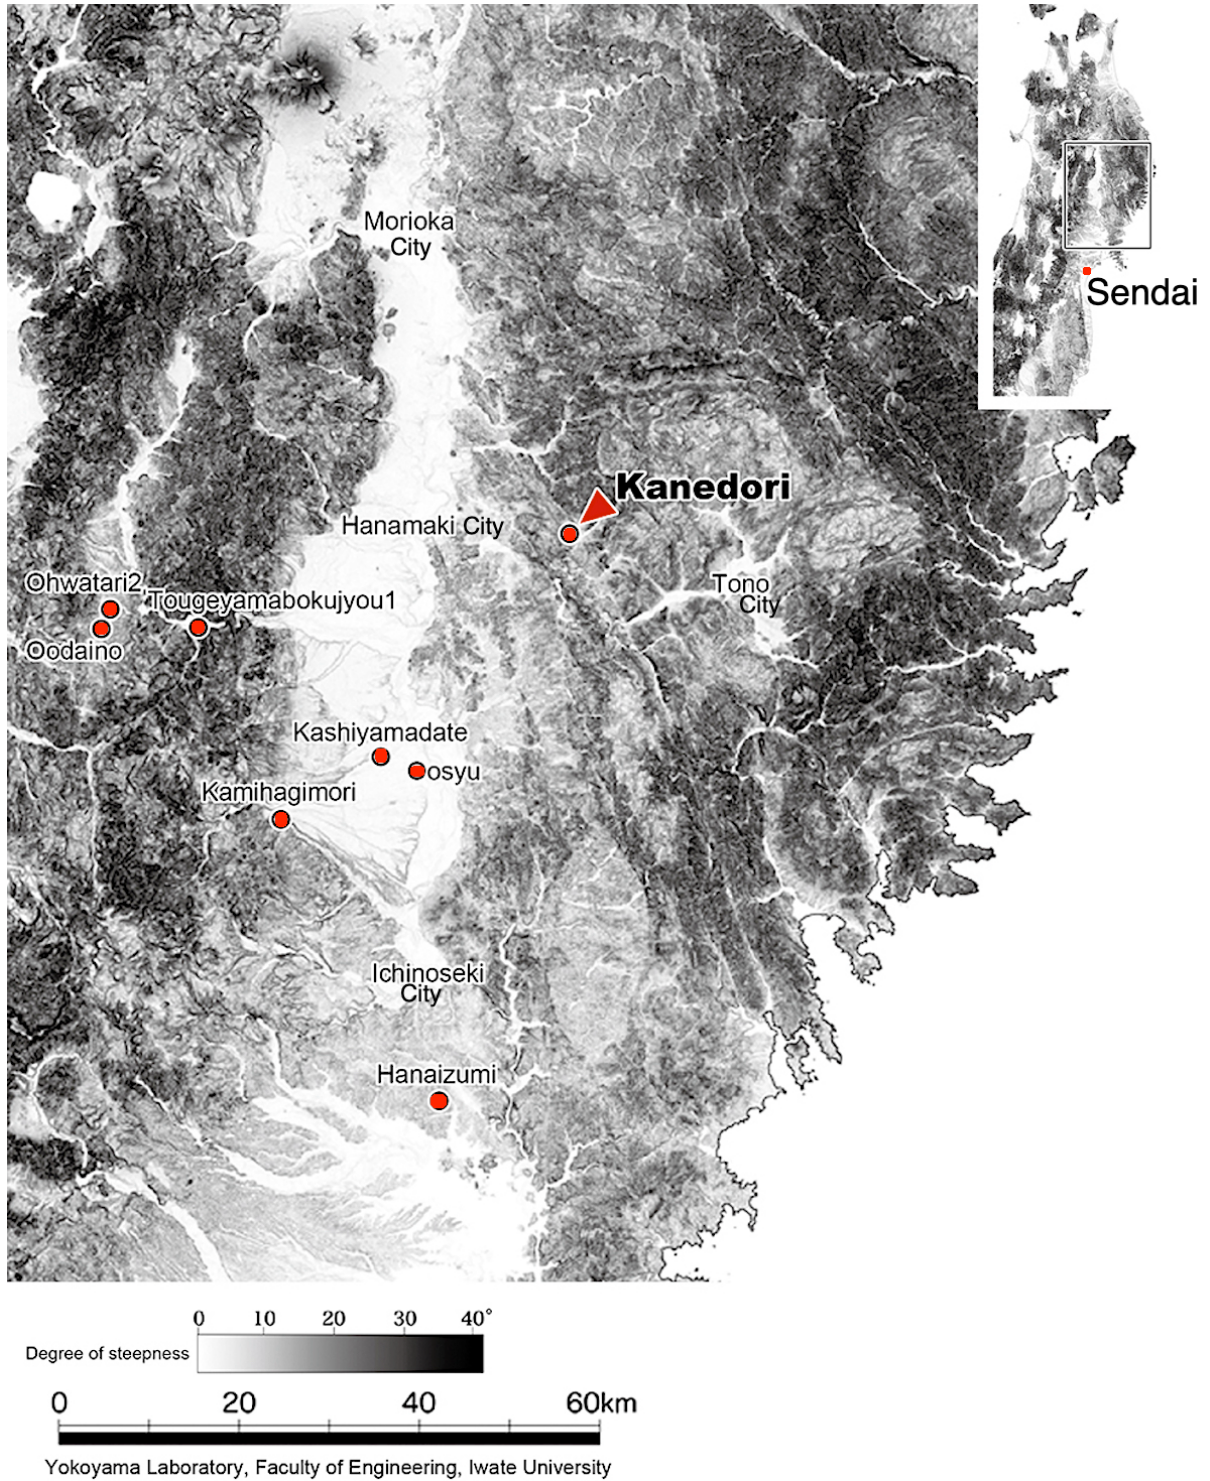 Morioka
City
Sendai
Kanedori
Hanamaki City
Ohwatari2
Tougeyamabokujyou1
Oodaino
Tono
City
Kashiyamadate
osyu
Kamihagimori
Ichinoseki
City
Hanaizumi
0 10 20 30 40°
Degree of steepness
0 20 40 60km
Yokoyama Laboratory, Faculty of Engineering, Iwate University